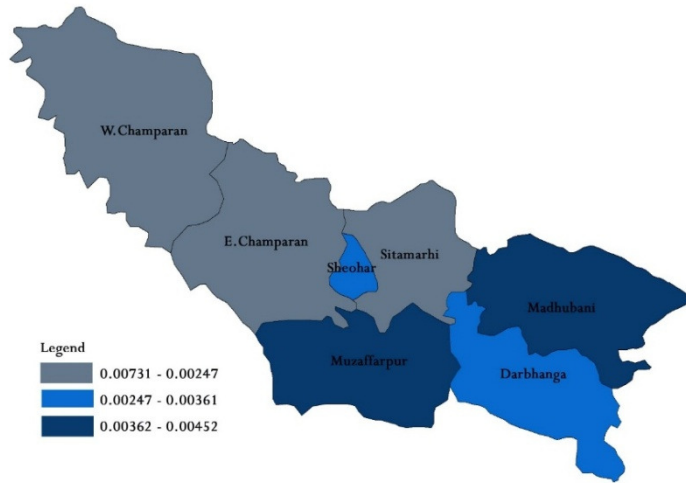 W.Champaran
E.Champaran
Sitamarhi
Sheohar
Madhubani
Muzaffarpur
Darbhanga
Legend
0.00731 - 0.00247
0.00247 - 0.00361
0.00362 - 0.00452